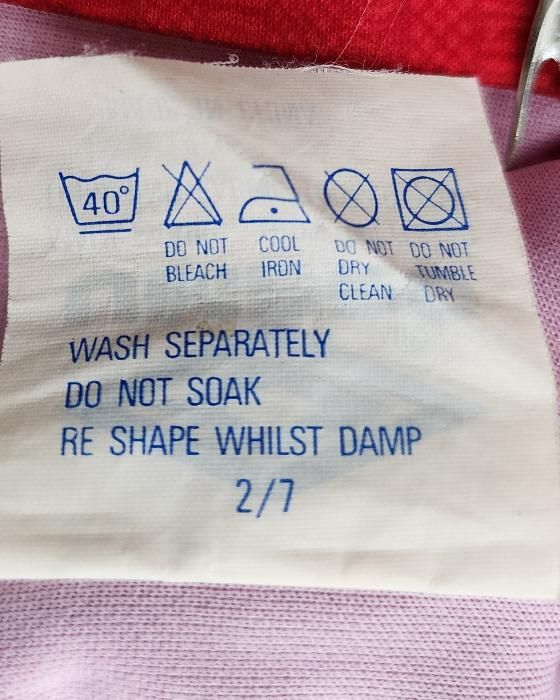 40°
DO NOT BLEACH
COOL IRON
DO NOT DRY CLEAN
DO NOT TUMBLE DRY
WASH SEPARATELY
DO NOT SOAK
RE SHAPE WHILST DAMP
2/7